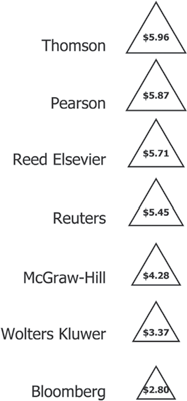 Thomson $5.96
Pearson $5.87
Reed Elsevier $5.71
Reuters $5.45
McGraw-Hill $4.28
Wolters Kluwer $3.37
Bloomberg $2.80